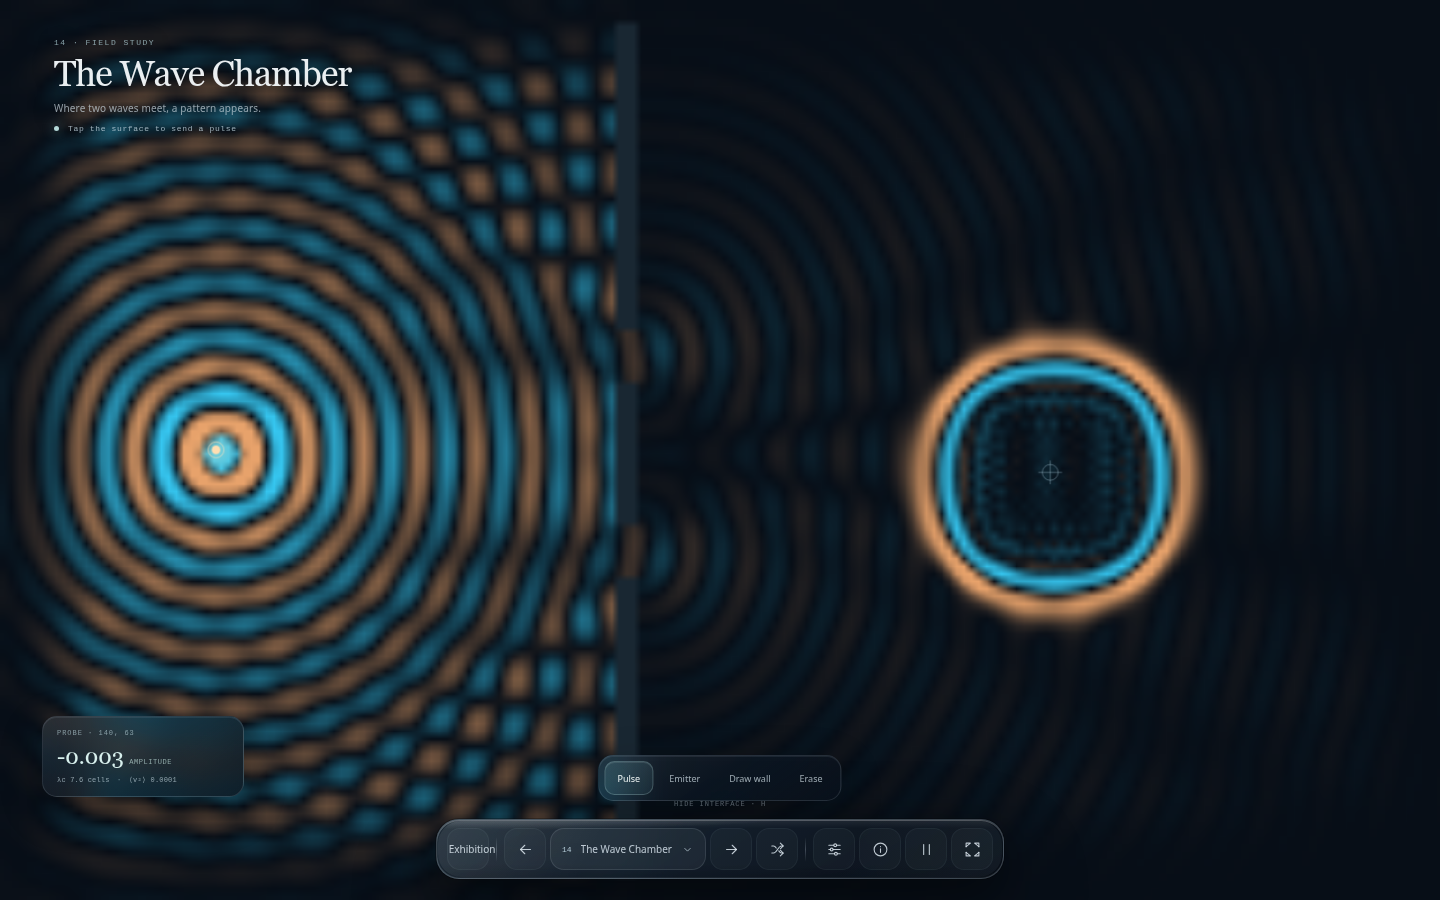 14 · FIELD STUDY
The Wave Chamber
Where two waves meet, a pattern appears.
Tap the surface to send a pulse
PROBE · 140, 63
-0.003 AMPLITUDE
λc 7.6 cells · ⟨v²⟩ 0.0001
Pulse Emitter Draw wall Erase
HIDE INTERFACE · H
Exhibition 14 The Wave Chamber